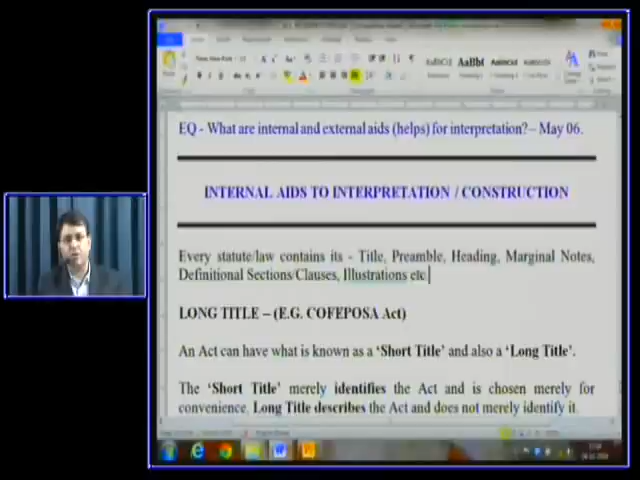 EQ - What are internal and external aids (helps) for interpretation? – May 06.
INTERNAL AIDS TO INTERPRETATION / CONSTRUCTION
Every statute/law contains its - Title, Preamble, Heading, Marginal Notes,
Definitional Sections/Clauses, Illustrations etc
LONG TITLE – (E.G. COFEPOSA Act)
An Act can have what is known as a 'Short Title' and also a 'Long Title'.
The 'Short Title' merely identifies the Act and is chosen merely for
convenience. Long Title describes the Act and does not merely identify it.